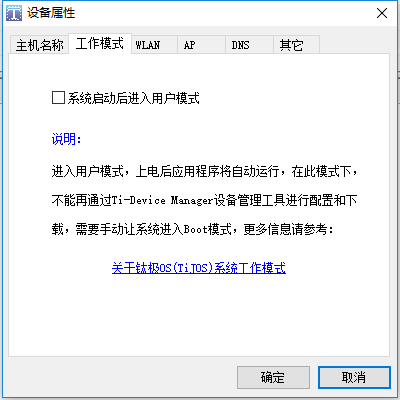 设备属性
主机名称 工作模式 WLAN AP DNS 其它
系统启动后进入用户模式
说明:
进入用户模式，上电后应用程序将自动运行，在此模式下，
不能再通过Ti-Device Manager设备管理工具进行配置和下
载，需要手动让系统进入Boot模式，更多信息请参考:
关于钛极OS(TiJOS)系统工作模式
确定 取消